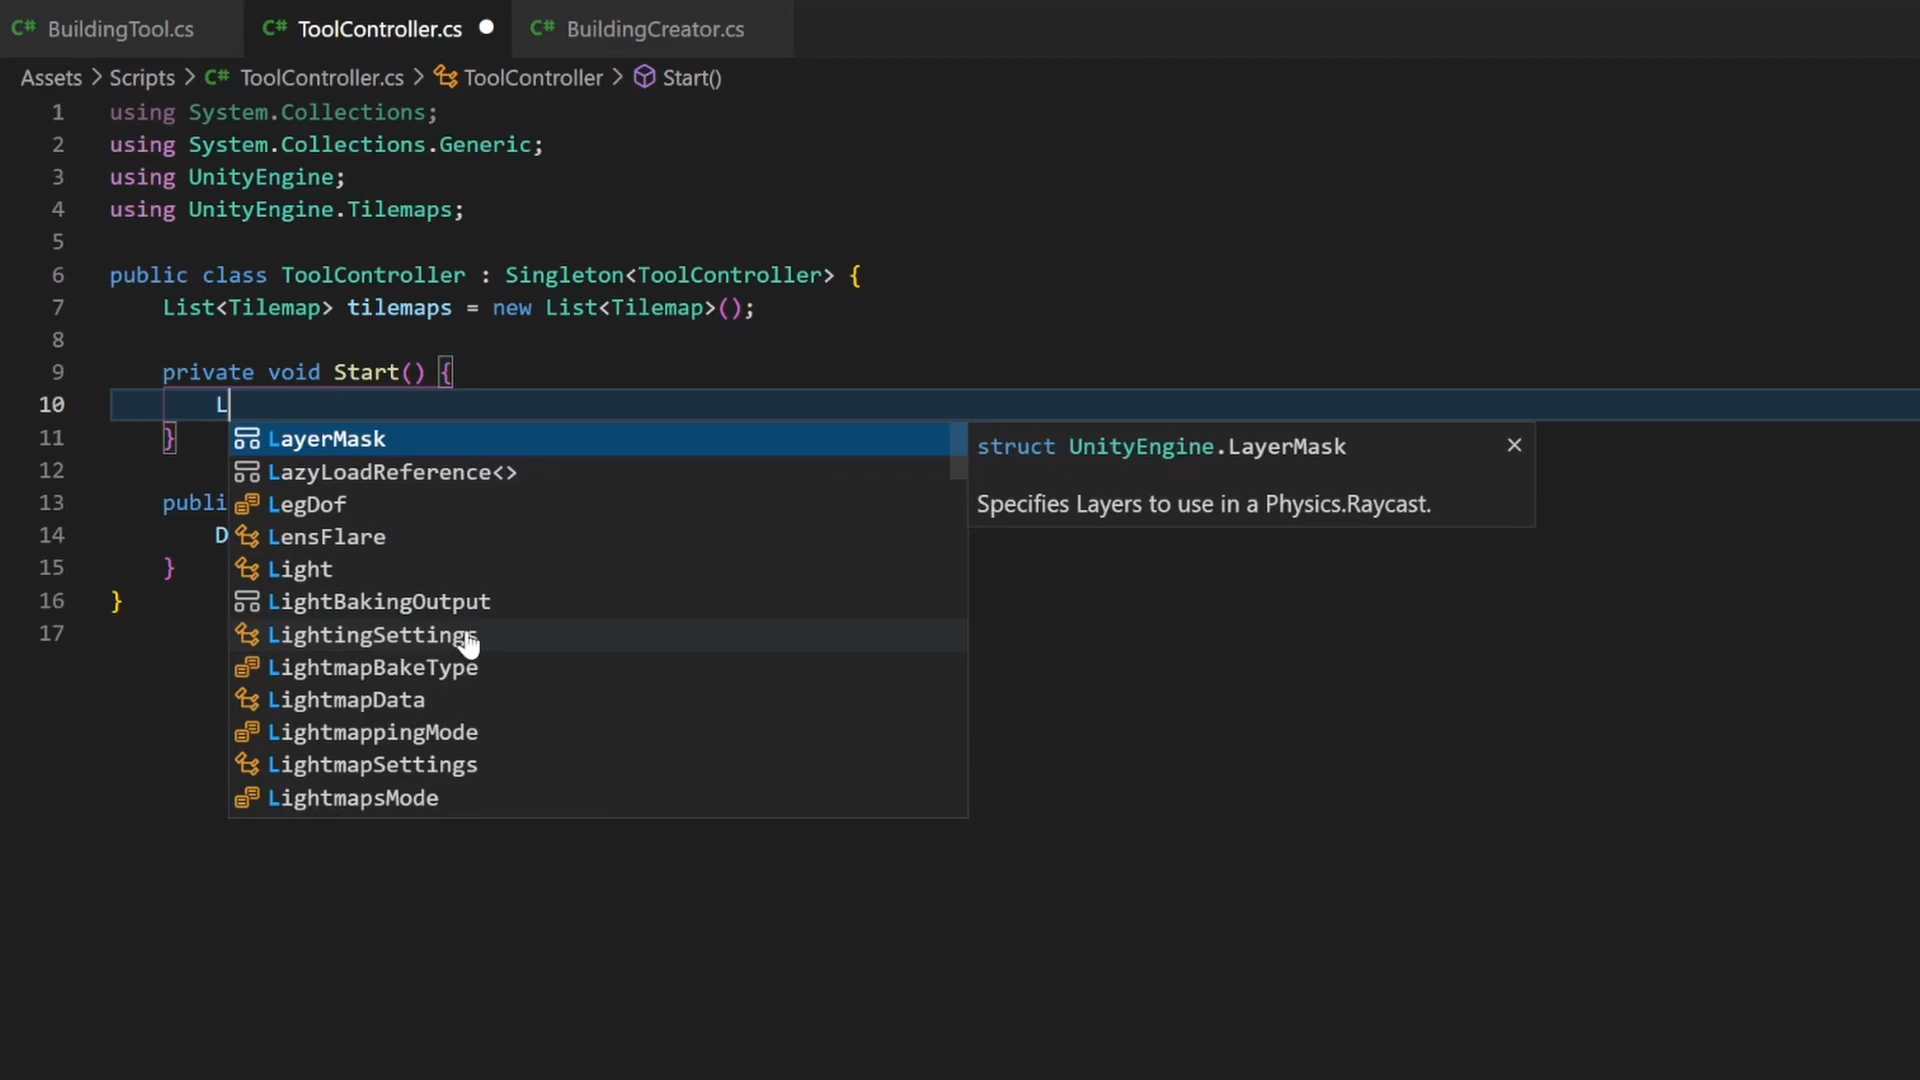 C# BuildingTool.cs C# ToolController.cs C# BuildingCreator.cs
Assets > Scripts > C# ToolController.cs > ToolController > Start()
1 using System.Collections;
2 using System.Collections.Generic;
3 using UnityEngine;
4 using UnityEngine.Tilemaps;
5
6 public class ToolController : Singleton<ToolController> {
7 List<Tilemap> tilemaps = new List<Tilemap>();
8
9 private void Start() {
10 L
11 }
12
13 publi
14 D
15 }
16 }
17
LayerMask
LazyLoadReference<>
LegDof
LensFlare
Light
LightBakingOutput
LightingSettings
LightmapBakeType
LightmapData
LightmappingMode
LightmapSettings
LightmapsMode
struct UnityEngine.LayerMask
Specifies Layers to use in a Physics.Raycast.